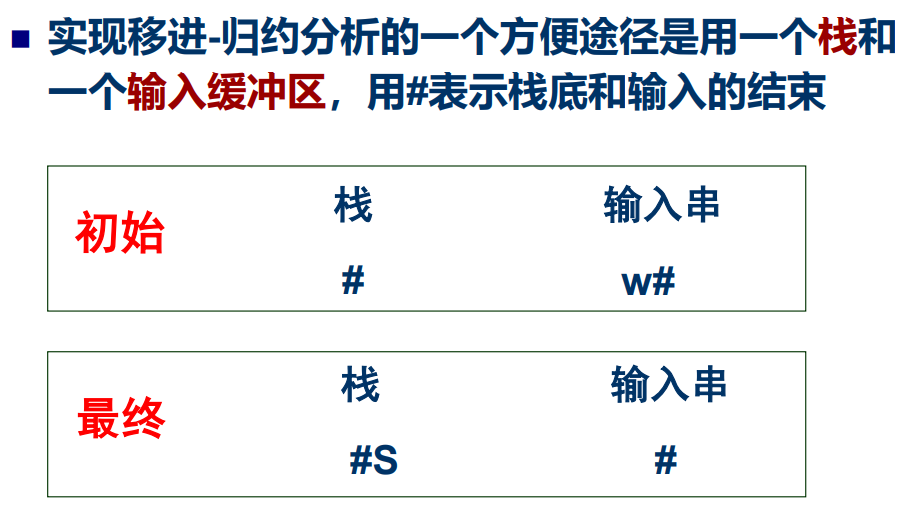 ■ 实现移进-归约分析的一个方便途径是用一个栈和
一个输入缓冲区，用#表示栈底和输入的结束
栈 输入串
初始
# w#
栈 输入串
最终
#S #